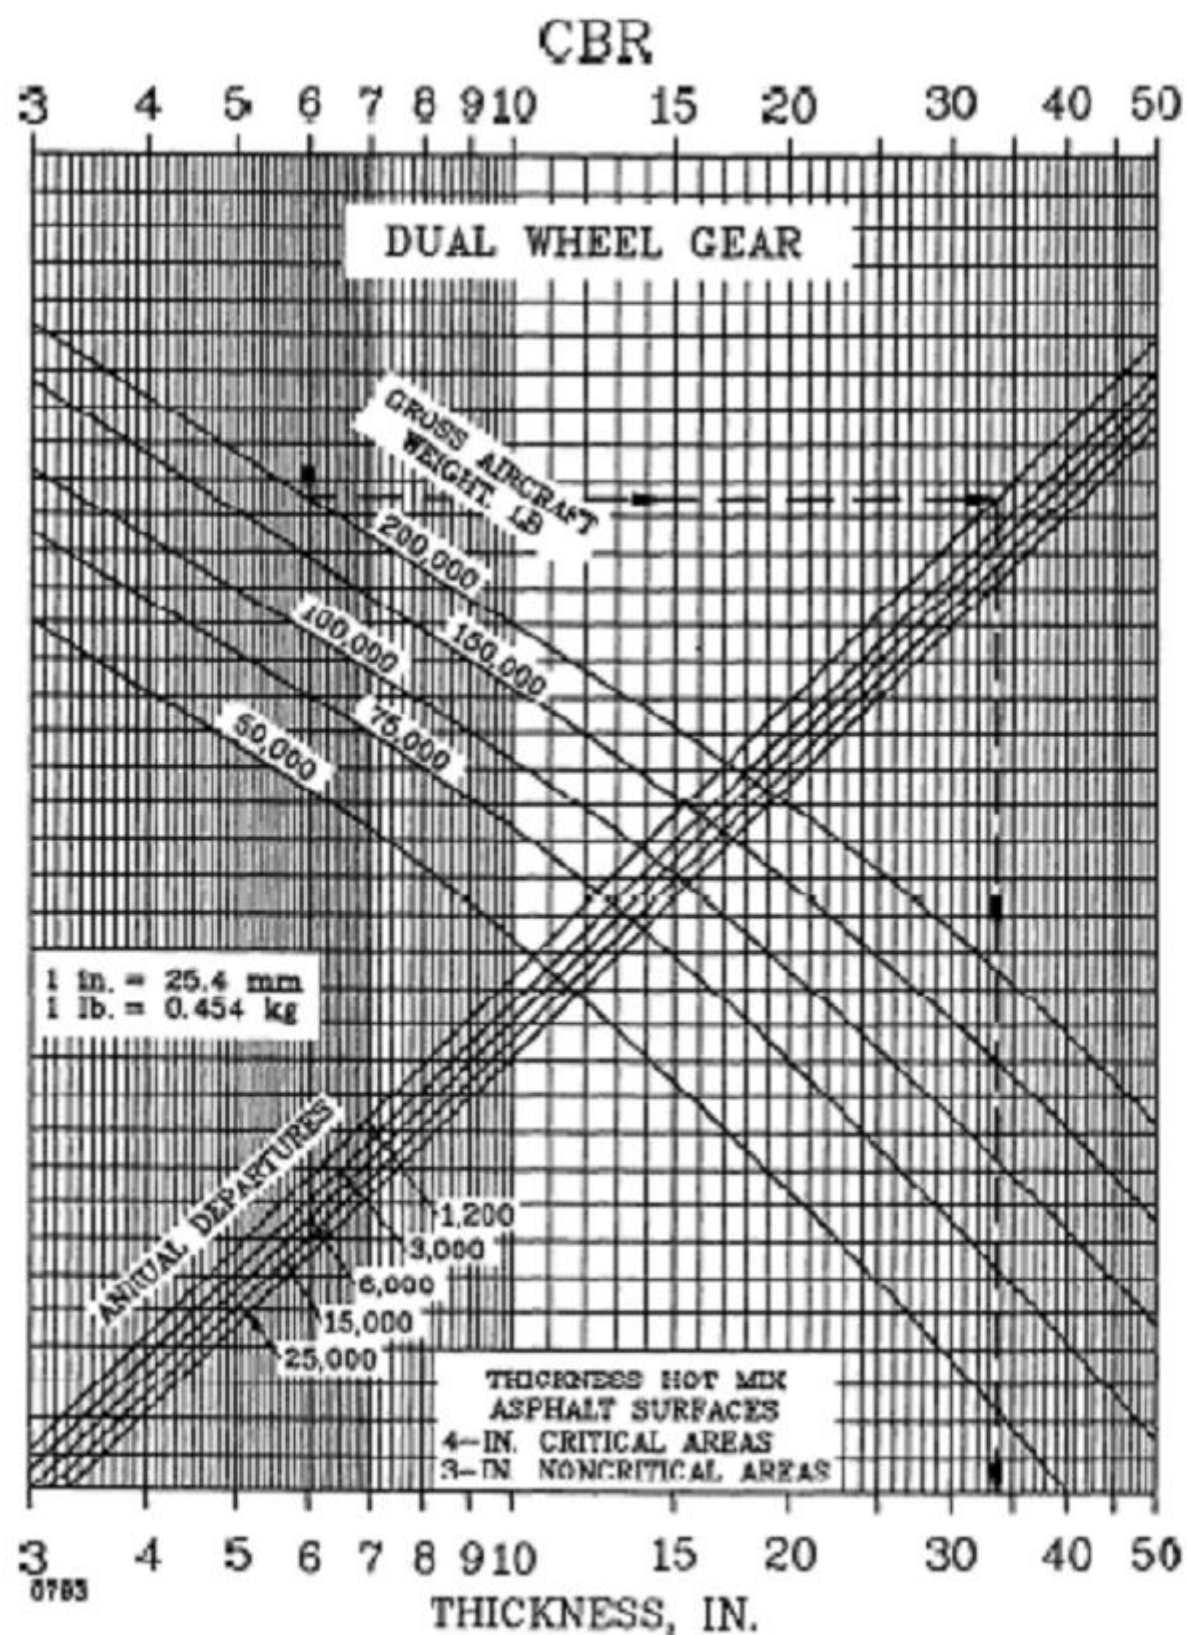 CBR
3 4 5 6 7 8 9 10 15 20 30 40 50
DUAL WHEEL GEAR
GROSS AIRCRAFT
WEIGHT LB
200,000
150,000
100,000
75,000
50,000
1 in. = 25.4 mm
1 lb. = 0.454 kg
ANNUAL DEPARTURES
1,200
3,000
6,000
15,000
25,000
THICKNESS HOT MIX
ASPHALT SURFACES
4-IN. CRITICAL AREAS
3-IN. NONCRITICAL AREAS
3 4 5 6 7 8 9 10 15 20 30 40 50
0793
THICKNESS, IN.